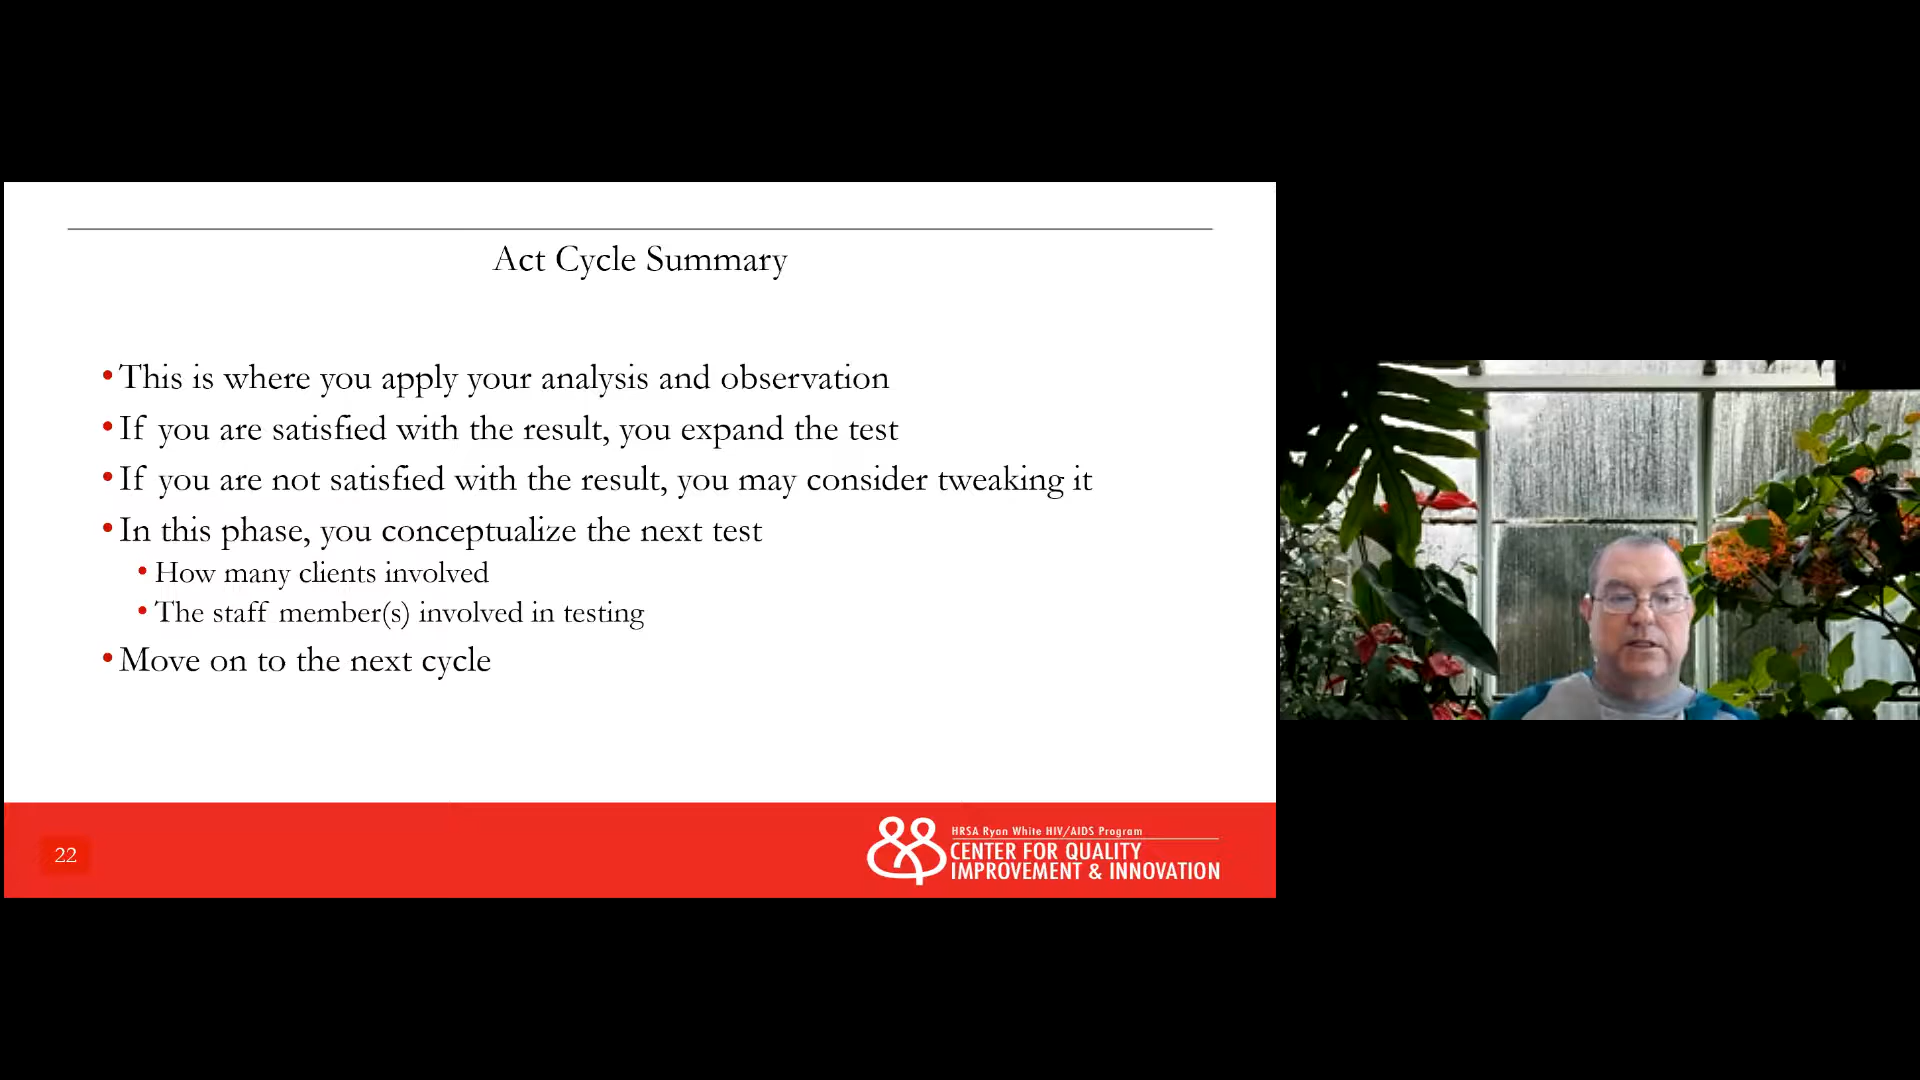 Act Cycle Summary
•This is where you apply your analysis and observation
•If you are satisfied with the result, you expand the test
•If you are not satisfied with the result, you may consider tweaking it
•In this phase, you conceptualize the next test
•How many clients involved
•The staff member(s) involved in testing
•Move on to the next cycle
22
HRSA Ryan White HIV/AIDS Program
CENTER FOR QUALITY
IMPROVEMENT & INNOVATION